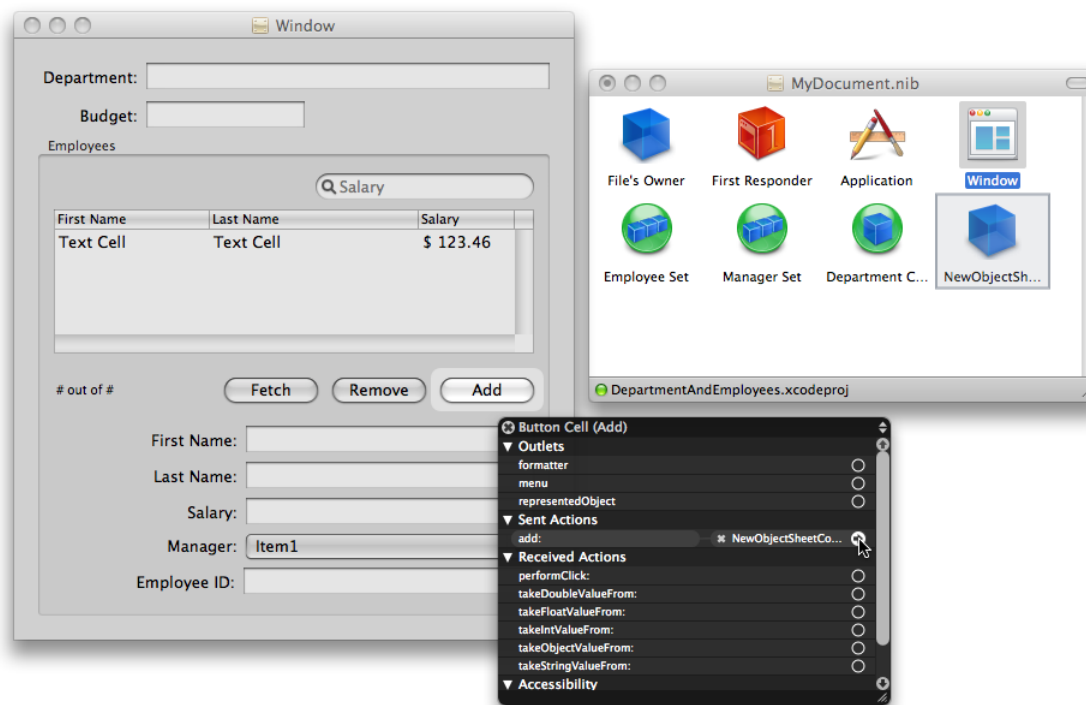 Window
Department:
Budget:
Employees
Salary
First Name Last Name Salary
Text Cell Text Cell $ 123.46
# out of # Fetch Remove Add
First Name:
Last Name:
Salary:
Manager: Item1
Employee ID:
MyDocument.nib
1
File's Owner First Responder Application Window
Employee Set Manager Set Department C... NewObjectSh...
DepartmentAndEmployees.xcodeproj
Button Cell (Add)
Outlets
formatter
menu
representedObject
Sent Actions
add: NewObjectSheetCo...
Received Actions
performClick:
takeDoubleValueFrom:
takeFloatValueFrom:
takeIntValueFrom:
takeObjectValueFrom:
takeStringValueFrom:
Accessibility